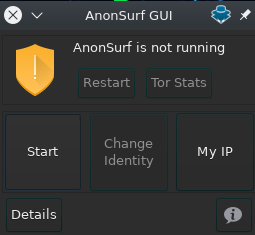 AnonSurf GUI
AnonSurf is not running
Restart Tor Stats
Start Change Identity My IP
Details